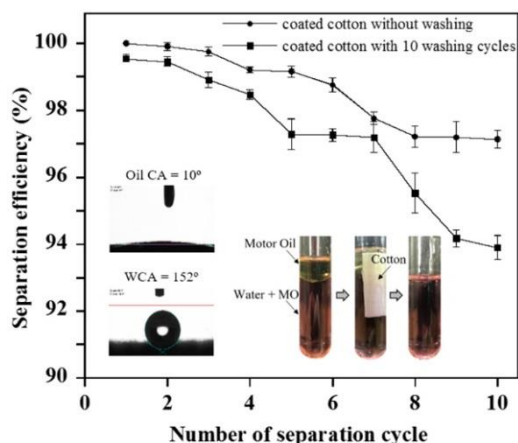 coated cotton without washing
coated cotton with 10 washing cycles
Separation efficiency (%)
100
98
96
94
92
90
Oil CA = 10°
WCA = 152°
Motor Oil
Water + MO
Cotton
0
2
4
6
8
10
Number of separation cycle